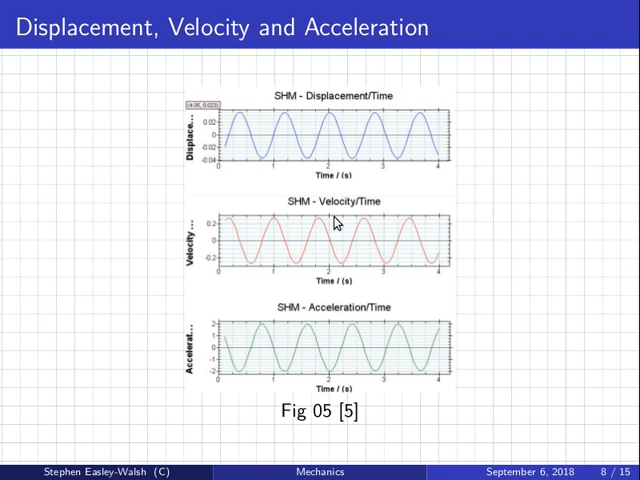 Displacement, Velocity and Acceleration
SHM - Displacement/Time
(4.05, 0.023)
Displace...
0.02
0
-0.02
-0.04
0 1 2 3 4
Time / (s)
SHM - Velocity/Time
Velocity ...
0.2
0
-0.2
0 1 2 3 4
Time / (s)
SHM - Acceleration/Time
Accelerat...
2
1
0
-1
-2
0 1 2 3 4
Time / (s)
Fig 05 [5]
Stephen Easley-Walsh (C) Mechanics September 6, 2018 8 / 15